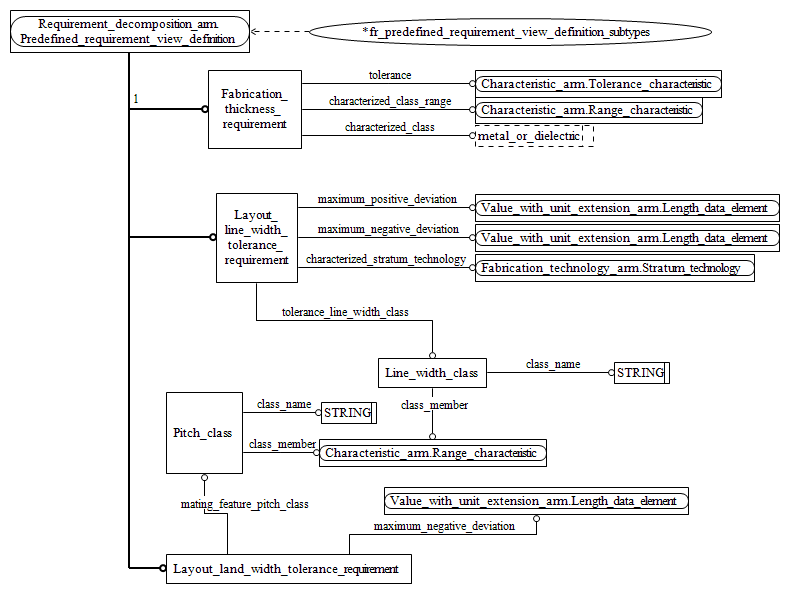 Requirement_decomposition_arm.
Predefined_requirement_view_definition
*fr_predefined_requirement_view_definition_subtypes
1
Fabrication_
thickness_
requirement
tolerance
Characteristic_arm.Tolerance_characteristic
characterized_class_range
Characteristic_arm.Range_characteristic
characterized_class
metal_or_dielectric
Layout_
line_width_
tolerance_
requirement
maximum_positive_deviation
Value_with_unit_extension_arm.Length_data_element
maximum_negative_deviation
Value_with_unit_extension_arm.Length_data_element
characterized_stratum_technology
Fabrication_technology_arm.Stratum_technology
tolerance_line_width_class
Line_width_class
class_name
STRING
class_member
Pitch_class
class_name
STRING
class_member
Characteristic_arm.Range_characteristic
mating_feature_pitch_class
Value_with_unit_extension_arm.Length_data_element
maximum_negative_deviation
Layout_land_width_tolerance_requirement